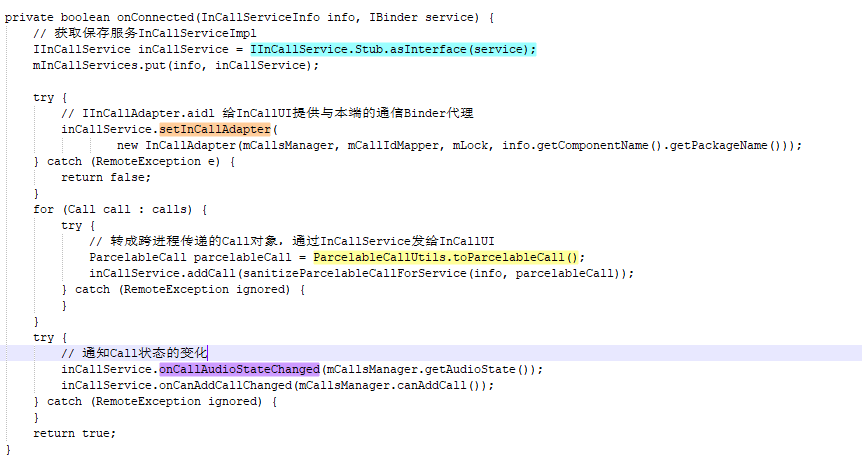 private boolean onConnected(InCallServiceInfo info, IBinder service) {
    // 获取保存服务InCallServiceImpl
    IInCallService inCallService = IInCallService.Stub.asInterface(service);
    mInCallServices.put(info, inCallService);

    try {
        // IInCallAdapter.aidl 给InCallUI提供与本端的通信Binder代理
        inCallService.setInCallAdapter(
                new InCallAdapter(mCallsManager, mCallIdMapper, mLock, info.getComponentName().getPackageName()));
    } catch (RemoteException e) {
        return false;
    }
    for (Call call : calls) {
        try {
            // 转成跨进程传递的Call对象，通过InCallService发给InCallUI
            ParcelableCall parcelableCall = ParcelableCallUtils.toParcelableCall();
            inCallService.addCall(sanitizeParcelableCallForService(info, parcelableCall));
        } catch (RemoteException ignored) {
        }
    }
    try {
        // 通知Call状态的变化
        inCallService.onCallAudioStateChanged(mCallsManager.getAudioState());
        inCallService.onCanAddCallChanged(mCallsManager.canAddCall());
    } catch (RemoteException ignored) {
    }
    return true;
}